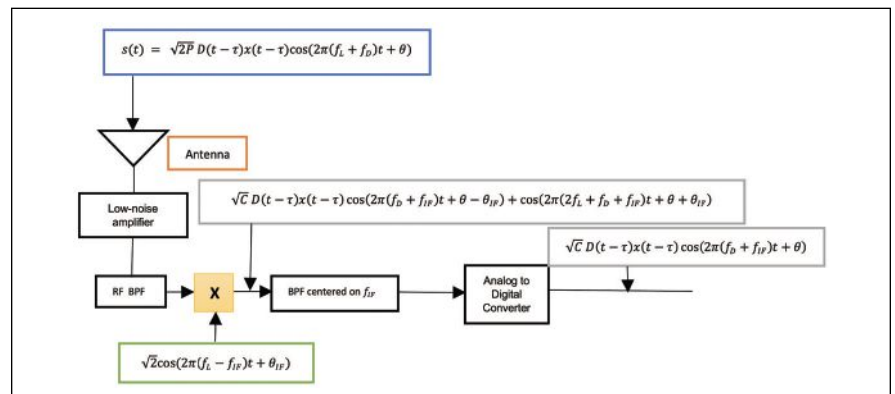 s(t) = √2P D(t − τ)x(t − τ)cos(2π(f_L + f_D)t + θ)
Antenna
√C D(t − τ)x(t − τ) cos(2π(f_D + f_IF)t + θ − θ_IF) + cos(2π(2f_L + f_D + f_IF)t + θ + θ_IF)
Low-noise
amplifier
√C D(t − τ)x(t − τ) cos(2π(f_D + f_IF)t + θ)
RF BPF
X
BPF centered on f_IF
Analog to
Digital
Converter
√2cos(2π(f_L − f_IF)t + θ_IF)